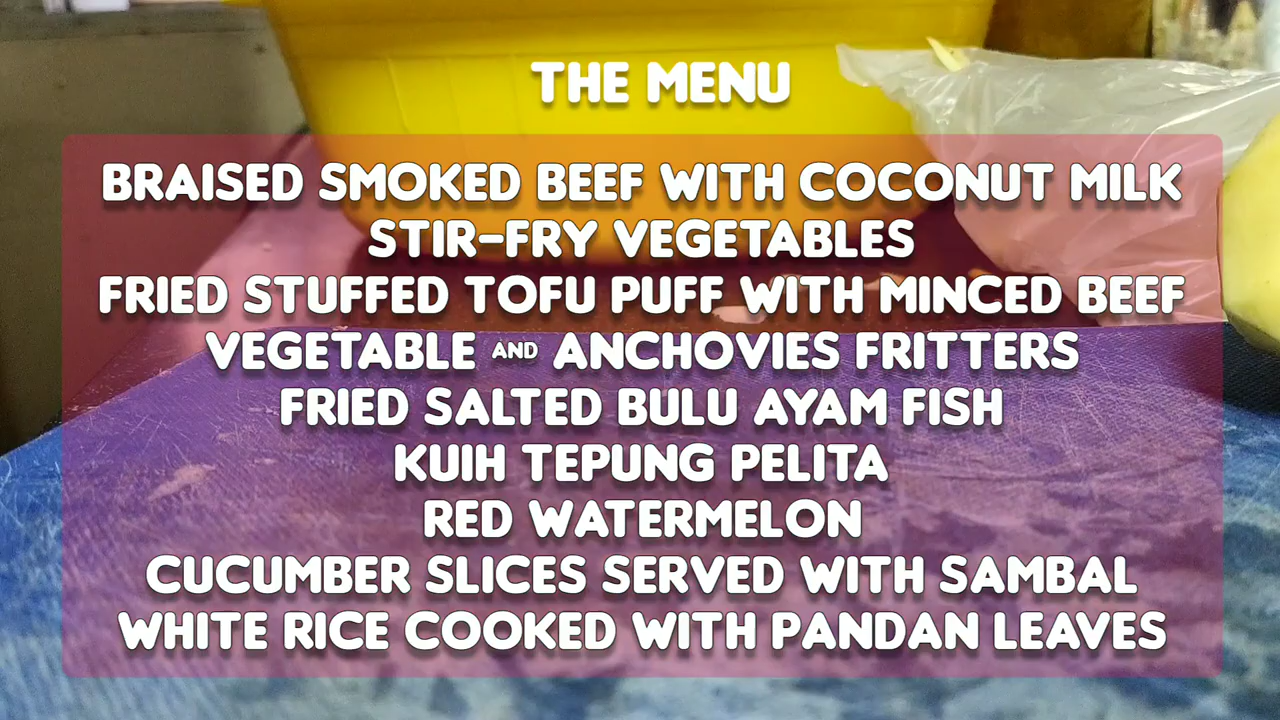 THE MENU
BRAISED SMOKED BEEF WITH COCONUT MILK
STIR-FRY VEGETABLES
FRIED STUFFED TOFU PUFF WITH MINCED BEEF
VEGETABLE AND ANCHOVIES FRITTERS
FRIED SALTED BULU AYAM FISH
KUIH TEPUNG PELITA
RED WATERMELON
CUCUMBER SLICES SERVED WITH SAMBAL
WHITE RICE COOKED WITH PANDAN LEAVES